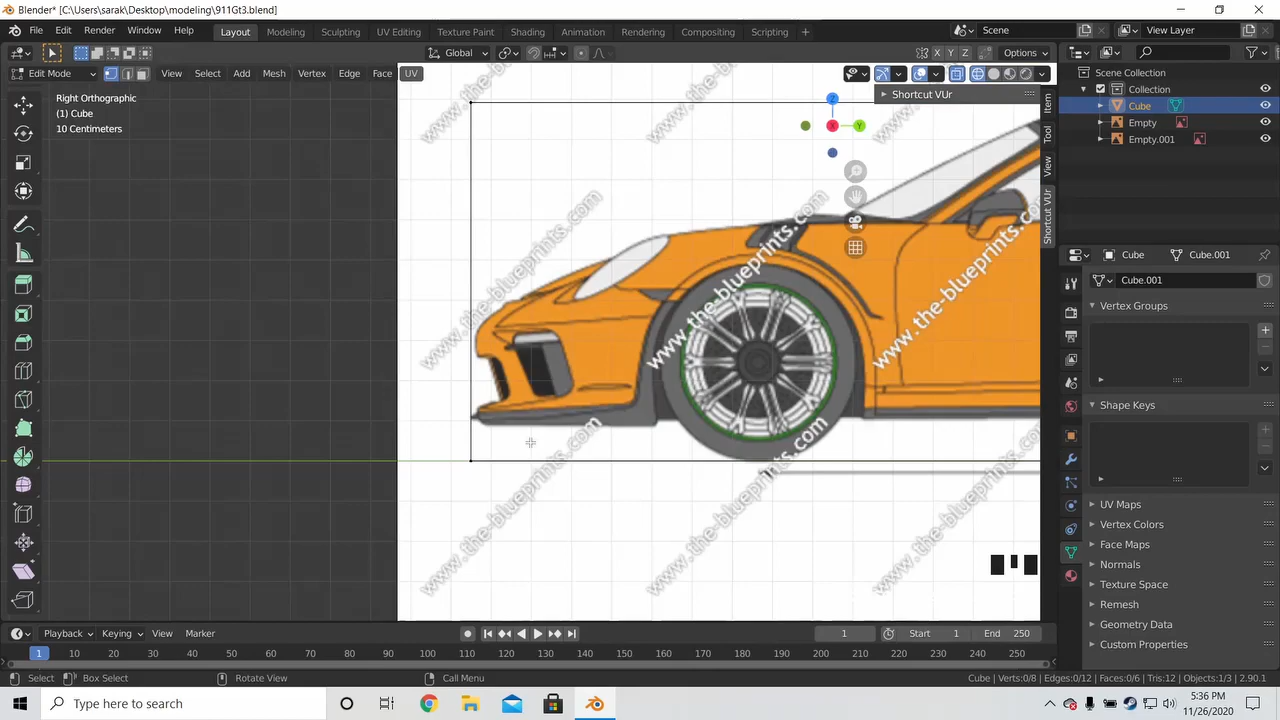 Blender* [C:\Users\sarak\Desktop\modeling\911Gt3.blend]
File Edit Render Window Help Layout Modeling Sculpting UV Editing Texture Paint Shading Animation Rendering Compositing Scripting + Scene View Layer
Global X Y Z Options
Edit Mode View Select Add Mesh Vertex Edge Face UV
Right Orthographic
(1) Cube
10 Centimeters
Shortcut VUr
Z
X
Y
Item
Tool
View
Shortcut VUr
www.the-blueprints.com
www.the-blueprints.com
www.the-blueprints.com
www.the-blueprints.com
www.the-blueprints.com
www.the-blueprints.com
Scene Collection
Collection
Cube
Empty
Empty.001
Cube Cube.001
Cube.001
Vertex Groups
Shape Keys
UV Maps
Vertex Colors
Face Maps
Normals
Texture Space
Remesh
Geometry Data
Custom Properties
Playback Keying View Marker 1 Start 1 End 250
1 10 20 30 40 50 60 70 80 90 100 110 120 130 140 150 160 170 180 190 200 210 220 230 240 250
Select Box Select Rotate View Call Menu Cube | Verts:0/8 | Edges:0/12 | Faces:0/6 | Tris:12 | Objects:1/3 | 2.90.1
Type here to search
5:36 PM
11/26/2020